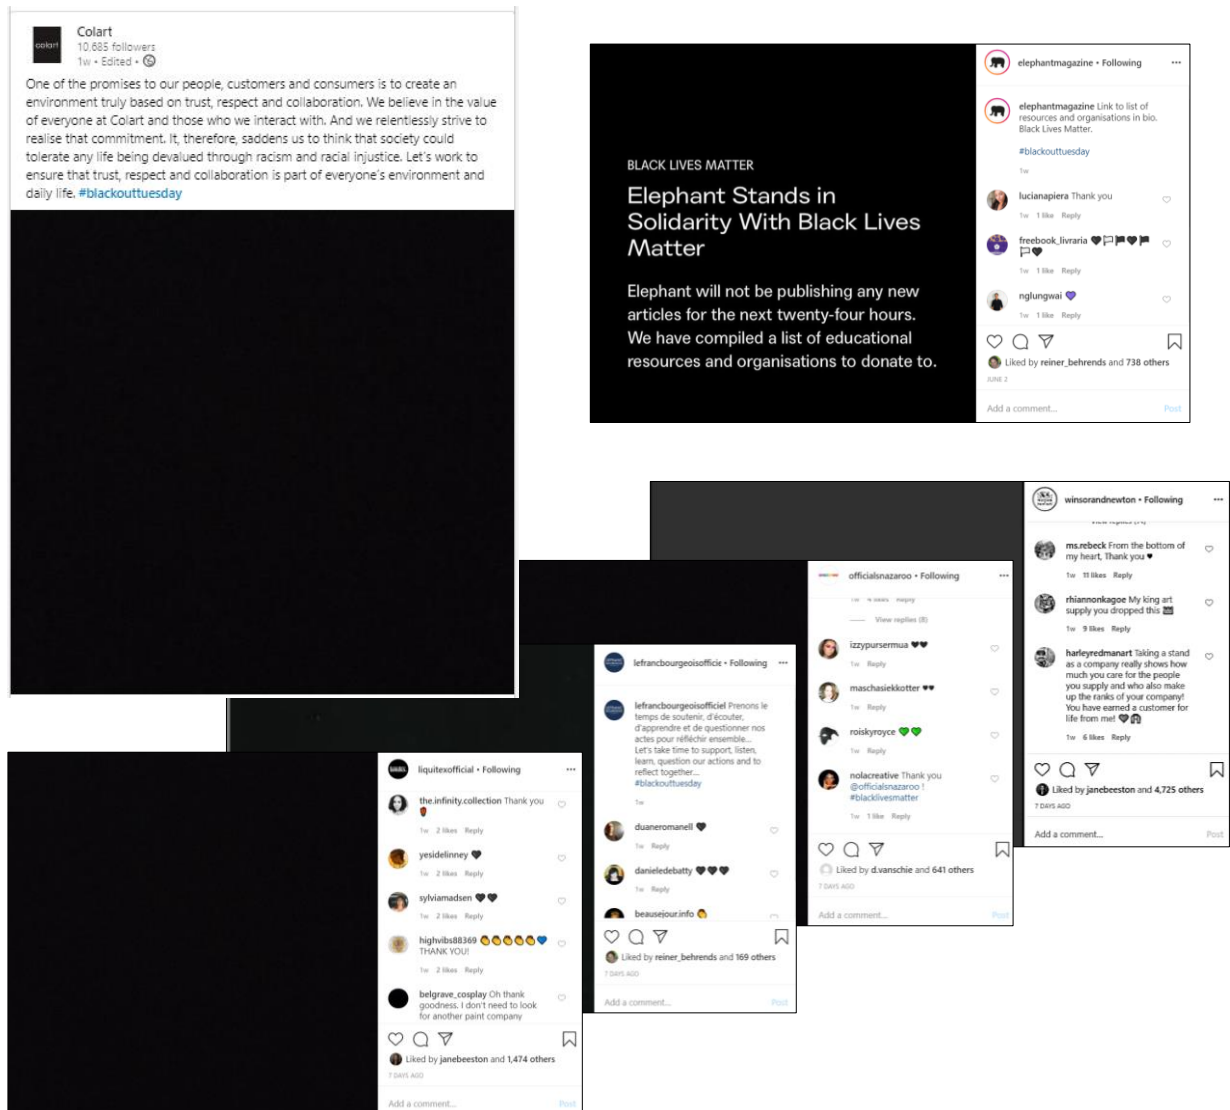 colart
Colart
10,685 followers
1w • Edited •
One of the promises to our people, customers and consumers is to create an
environment truly based on trust, respect and collaboration. We believe in the value
of everyone at Colart and those who we interact with. And we relentlessly strive to
realise that commitment. It, therefore, saddens us to think that society could
tolerate any life being devalued through racism and racial injustice. Let's work to
ensure that trust, respect and collaboration is part of everyone's environment and
daily life. #blackouttuesday
BLACK LIVES MATTER
Elephant Stands in
Solidarity With Black Lives
Matter
Elephant will not be publishing any new
articles for the next twenty-four hours.
We have compiled a list of educational
resources and organisations to donate to.
elephantmagazine • Following
elephantmagazine Link to list of
resources and organisations in bio.
Black Lives Matter.
#blackouttuesday
1w
lucianapiera Thank you
1w 1 like Reply
freebook_livraria 🖤🏳🏴🖤🏴
🏳🖤
1w 1 like Reply
nglungwai 💜
1w 1 like Reply
Liked by reiner_behrends and 738 others
JUNE 2
Add a comment...
Post
winsorandnewton • Following
View replies (14)
ms.rebeck From the bottom of
my heart, Thank you ♥
1w 11 likes Reply
rhiannonkagoe My king art
supply you dropped this
1w 9 likes Reply
harleyredmanart Taking a stand
as a company really shows how
much you care for the people
you supply and who also make
up the ranks of your company!
You have earned a customer for
life from me!
1w 6 likes Reply
Liked by janebeeston and 4,725 others
7 DAYS AGO
Add a comment...
Post
officialsnazaroo • Following
1w 4 likes Reply
View replies (8)
izzypursermua 🖤🖤
1w Reply
maschasiekkotter ♥♥
1w Reply
roiskyroyce 💚💚
1w Reply
nolacreative Thank you
@officialsnazaroo !
#blacklivesmatter
1w 1 like Reply
Liked by d.vanschie and 641 others
7 DAYS AGO
Add a comment...
Post
lefrancbourgeoisofficie • Following
lefrancbourgeoisofficiel Prenons le
temps de soutenir, d'écouter,
d'apprendre et de questionner nos
actes pour réfléchir ensemble...
Let's take time to support, listen,
learn, question our actions and to
reflect together...
#blackouttuesday
1w
duaneromanell 🖤
1w Reply
danieledebatty 🖤🖤🖤
1w Reply
beausejour.info 👏
Liked by reiner_behrends and 169 others
7 DAYS AGO
Add a comment...
Post
liquitexofficial • Following
the.infinity.collection Thank you
1w 2 likes Reply
yesidelinney 🖤
1w 2 likes Reply
sylviamadsen 🖤🖤
1w 2 likes Reply
highvibs88369 👏👏👏👏👏💙
THANK YOU!
1w 2 likes Reply
belgrave_cosplay Oh thank
goodness. I don't need to look
for another paint company
Liked by janebeeston and 1,474 others
7 DAYS AGO
Add a comment...
Post